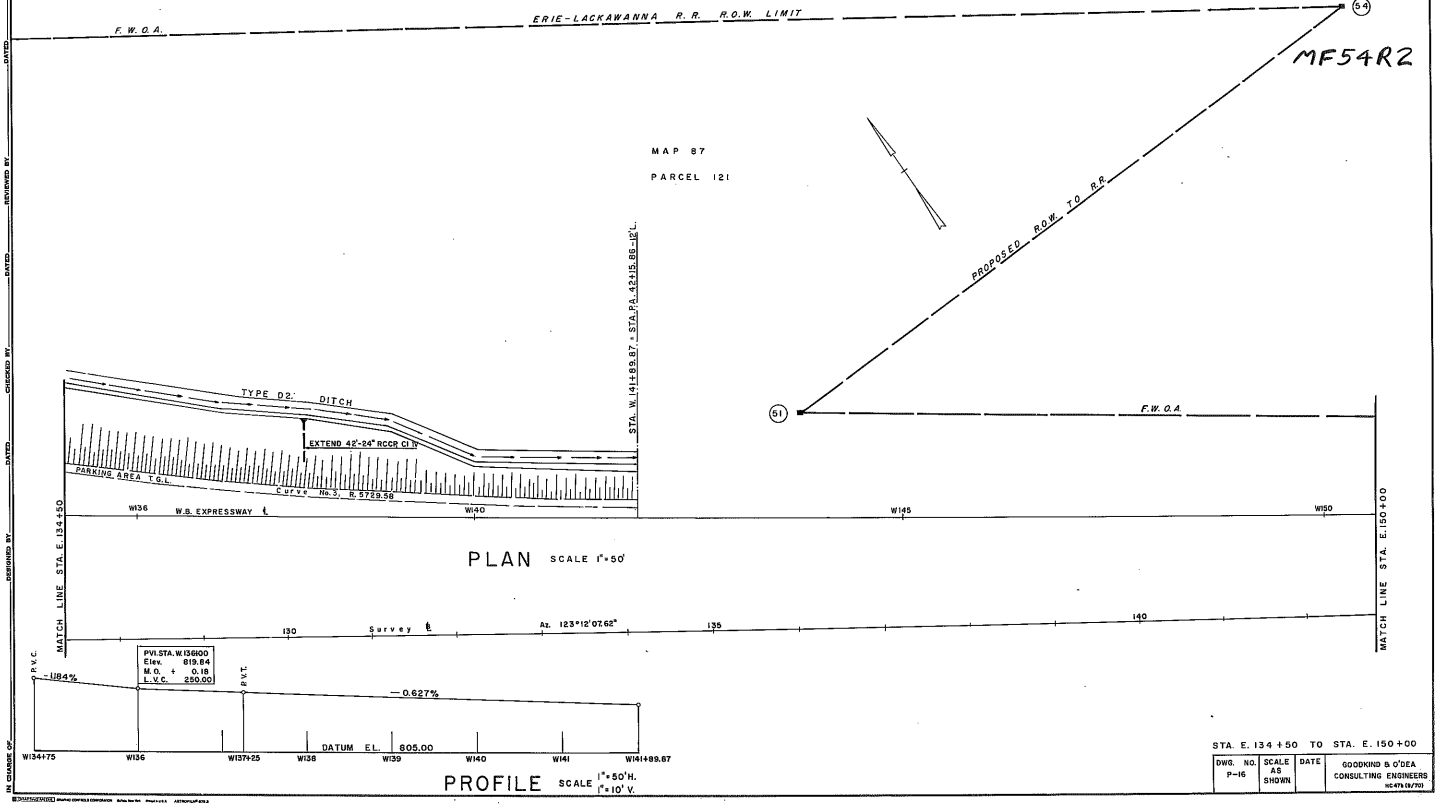 ERIE-LACKAWANNA R.R. R.O.W. LIMIT
F. W. O. A.
54
MF54R2
MAP 87
PARCEL 121
PROPOSED R.O.W. TO R.R.
STA. W. 141+89.87 = STA. P.A. 42+15.86-12'L.
TYPE D2. DITCH
EXTEND 42'-24" RCCP, Cl IV
51
F.W.O.A.
PARKING AREA T.G.L.
Curve No. 3, R. 5729.58
W136
W.B. EXPRESSWAY ℄
W140
W145
W150
MATCH LINE STA. E. 134+50
MATCH LINE STA. E. 150+00
PLAN SCALE 1"=50'
130
Survey ℄
Az. 123°12'07.62"
135
140
P.V.C.
-1.184%
PVI.STA.W.136+00
Elev. 819.84
M.O. + 0.18
L.V.C. 250.00
P.V.T.
-0.627%
DATUM EL. 805.00
W134+75
W136
W137+25
W138
W139
W140
W141
W141+89.87
PROFILE SCALE 1"=50'H.
1"=10' V.
STA. E. 134+50 TO STA. E. 150+00
DWG. NO.
P-16
SCALE
AS
SHOWN
DATE
GOODKIND & O'DEA
CONSULTING ENGINEERS
HC47b (9/70)
IN CHARGE OF
DESIGNED BY
DATED
CHECKED BY
DATED
REVIEWED BY
DATED